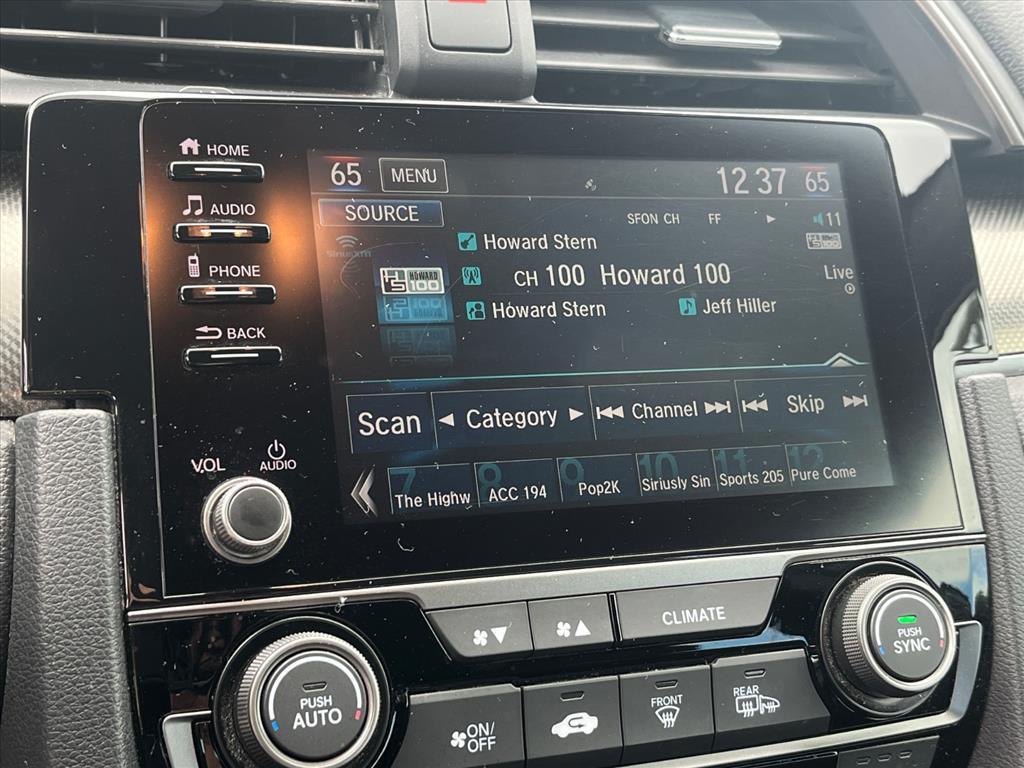 HOME
65 MENU 12 37 65
AUDIO
SOURCE SFON CH FF 11
siriusxm Howard Stern
PHONE HOWARD 100 CH 100 Howard 100 Live
Howard Stern Jeff Hiller
BACK
Scan Category Channel Skip
VOL AUDIO
7 8 9 10 11 12
The Highw ACC 194 Pop2K Siriusly Sin Sports 205 Pure Come
CLIMATE
PUSH SYNC
PUSH AUTO
ON/OFF FRONT REAR